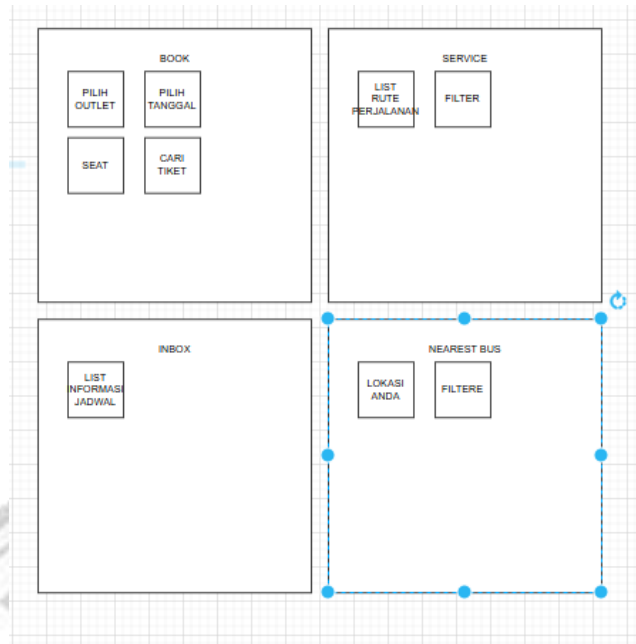 BOOK
PILIH
OUTLET
PILIH
TANGGAL
SEAT
CARI
TIKET
SERVICE
LIST
RUTE
PERJALANAN
FILTER
INBOX
LIST
INFORMASI
JADWAL
NEAREST BUS
LOKASI
ANDA
FILTERE